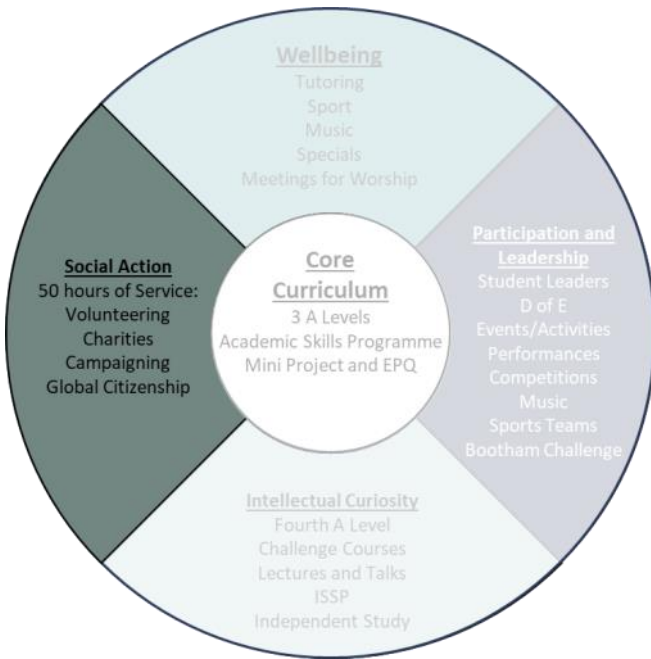 Wellbeing
Tutoring
Sport
Music
Specials
Meetings for Worship
Social Action
50 hours of Service:
Volunteering
Charities
Campaigning
Global Citizenship
Core
Curriculum
3 A Levels
Academic Skills Programme
Mini Project and EPQ
Participation and
Leadership
Student Leaders
D of E
Events/Activities
Performances
Competitions
Music
Sports Teams
Bootham Challenge
Intellectual Curiosity
Fourth A Level
Challenge Courses
Lectures and Talks
ISSP
Independent Study